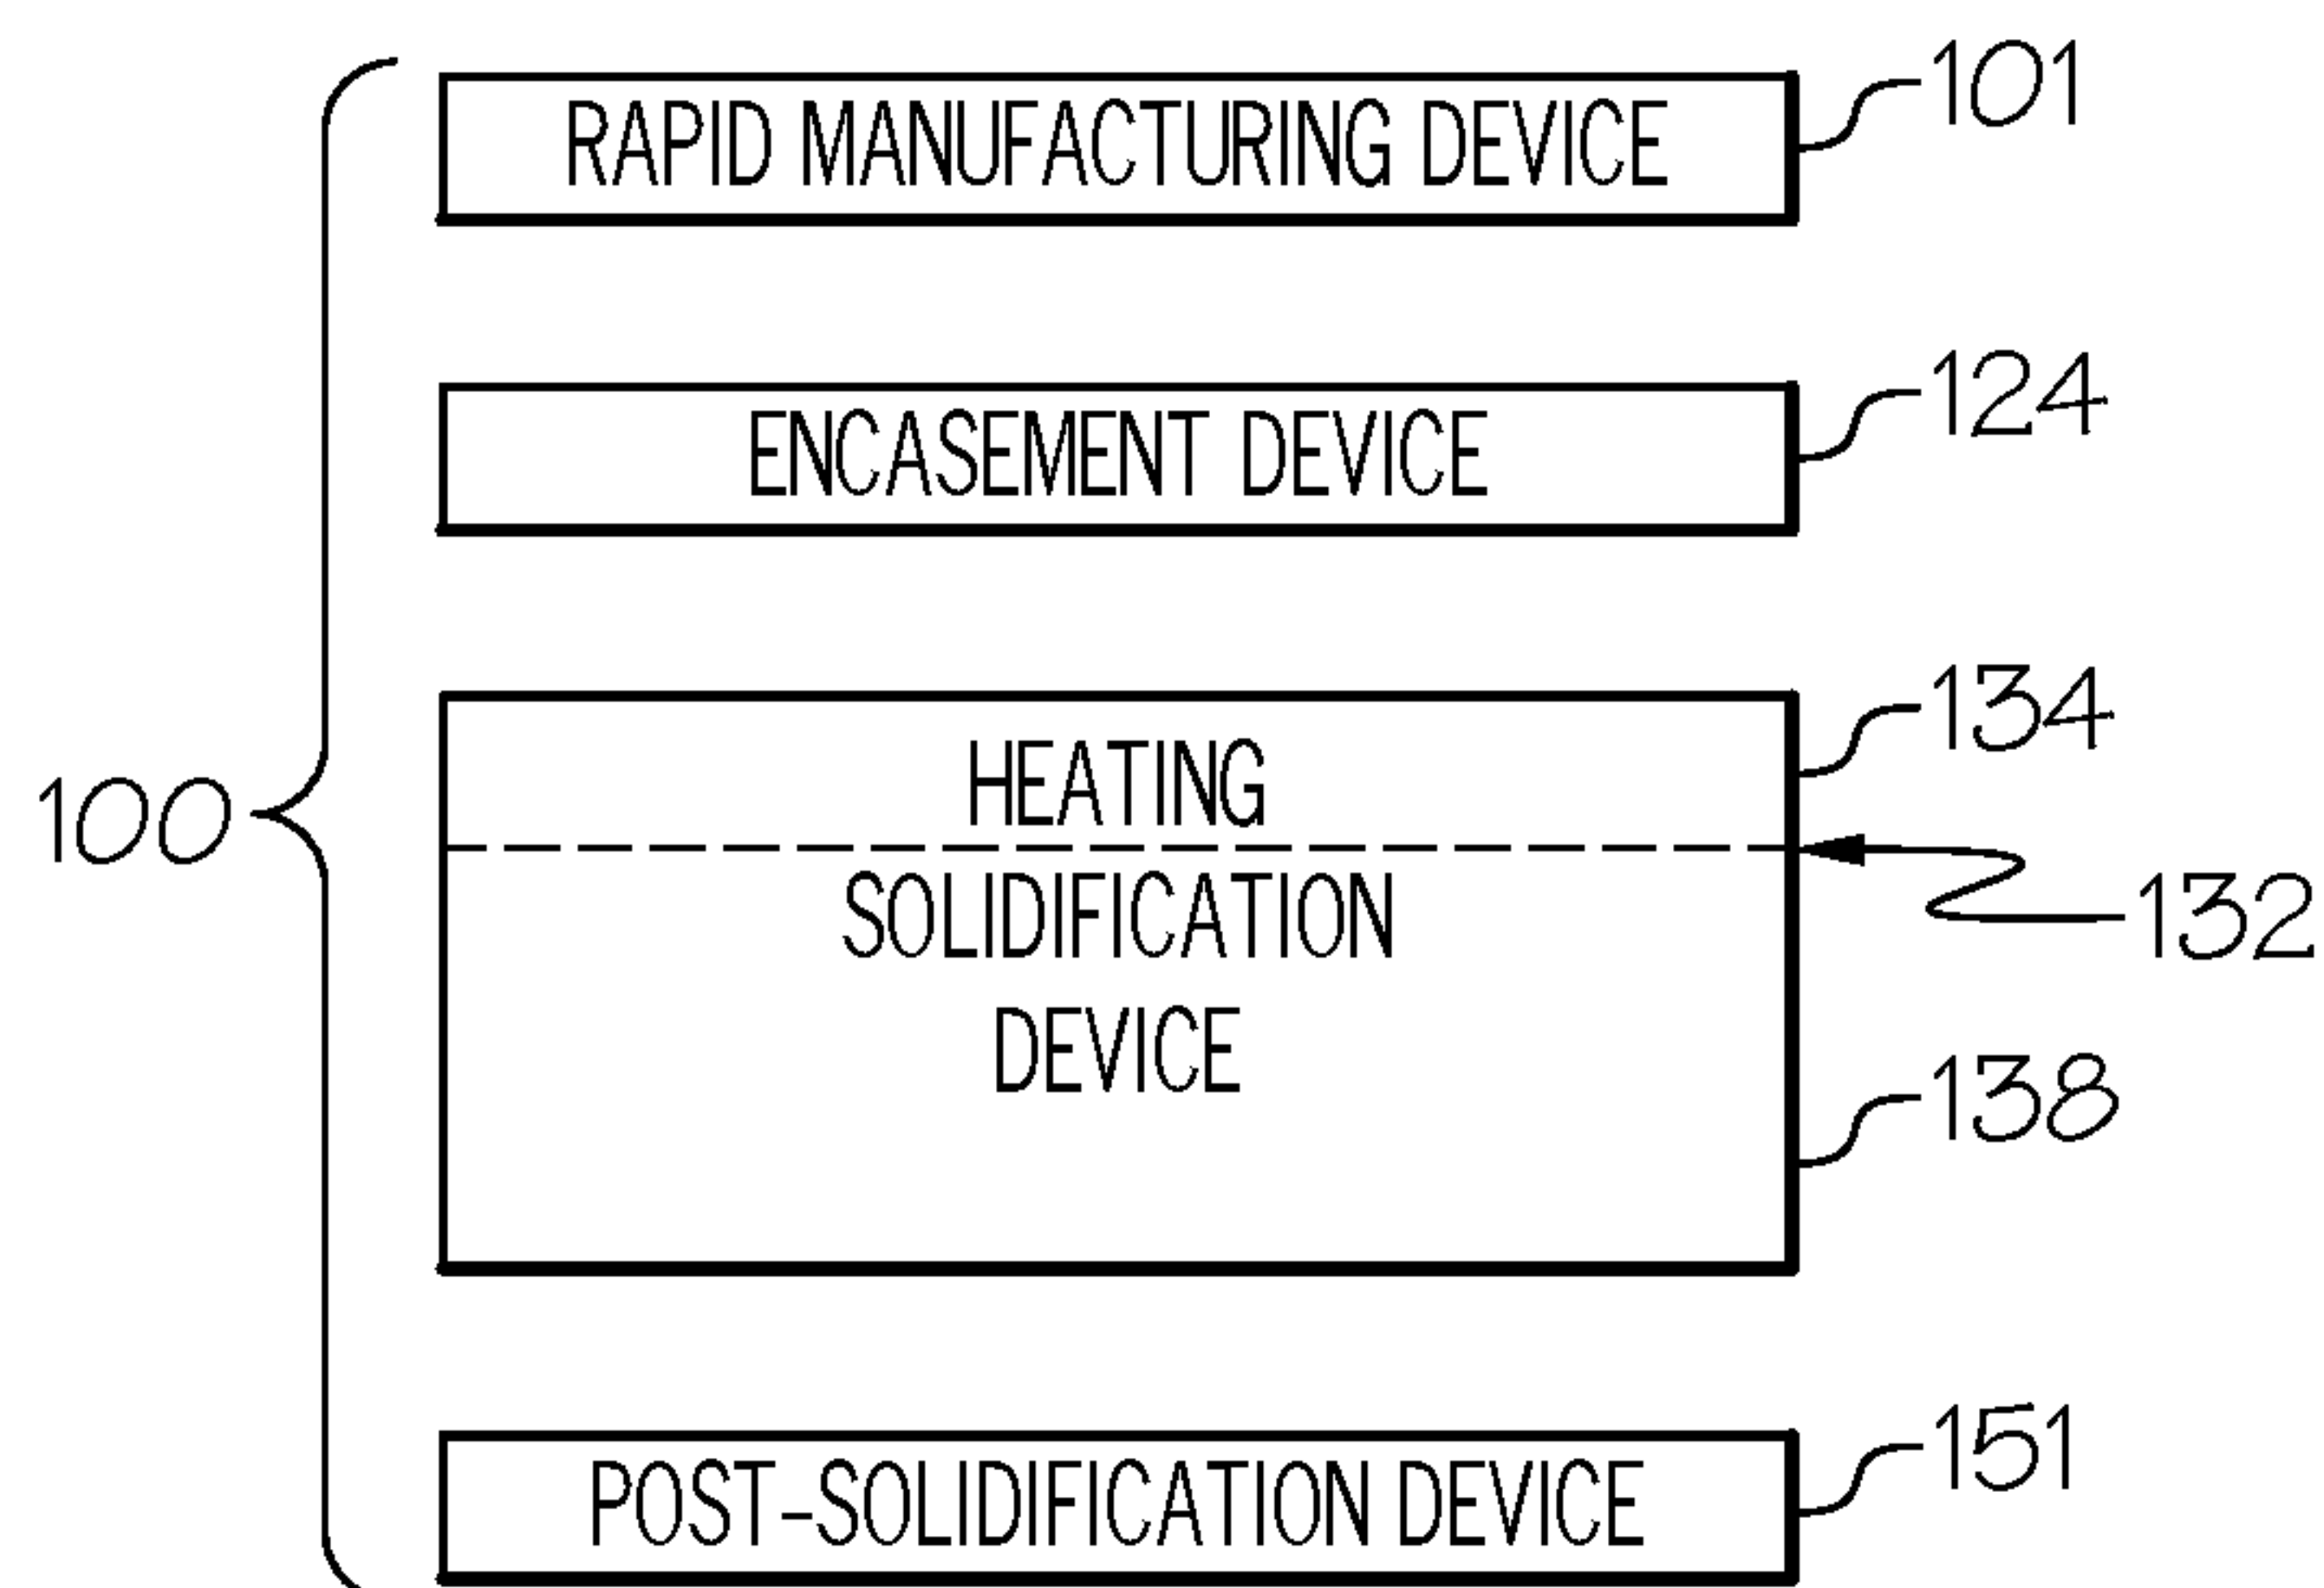 RAPID MANUFACTURING DEVICE
101
ENCASEMENT DEVICE
124
HEATING
134
100
132
SOLIDIFICATION
DEVICE
138
POST-SOLIDIFICATION DEVICE
151